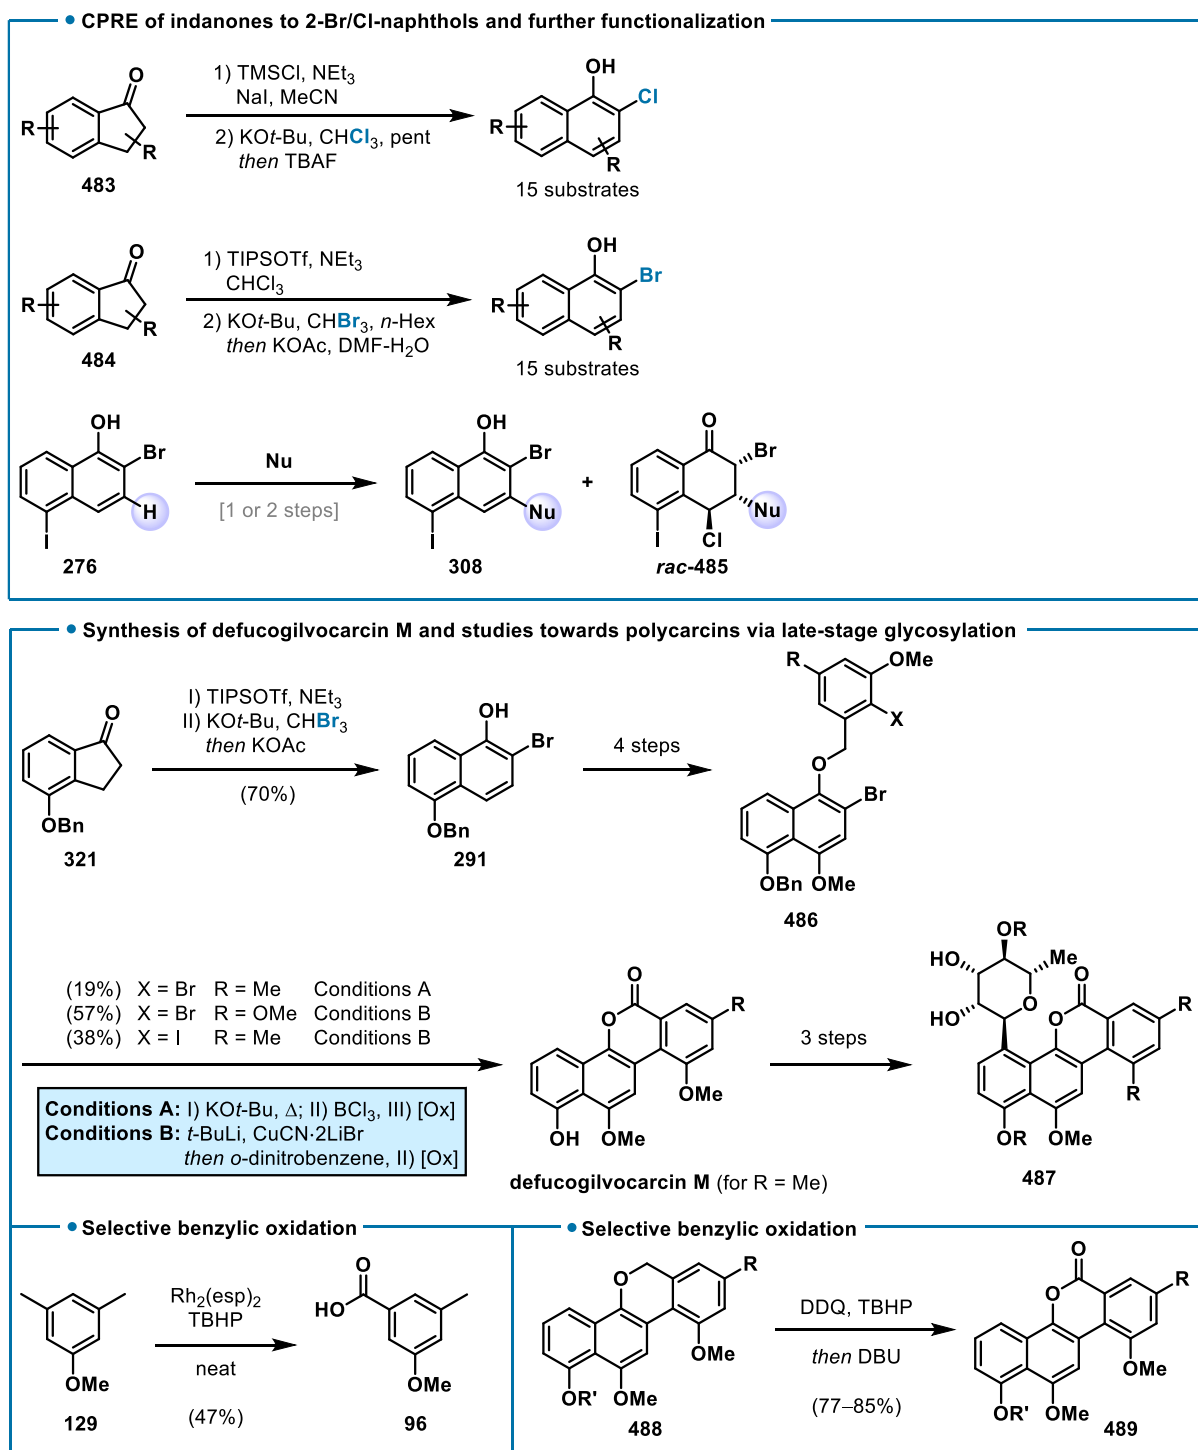 • CPRE of indanones to 2-Br/Cl-naphthols and further functionalization
O
R
R
483
1) TMSCl, NEt3
NaI, MeCN
2) KOt-Bu, CHCl3, pent
then TBAF
OH
Cl
R
R
15 substrates
O
R
R
484
1) TIPSOTf, NEt3
CHCl3
2) KOt-Bu, CHBr3, n-Hex
then KOAc, DMF-H2O
OH
Br
R
R
15 substrates
OH
Br
H
I
276
Nu
[1 or 2 steps]
OH
Br
Nu
I
308
+
O
Br
Nu
I
Cl
rac-485
• Synthesis of defucogilvocarcin M and studies towards polycarcins via late-stage glycosylation
O
OBn
321
I) TIPSOTf, NEt3
II) KOt-Bu, CHBr3
then KOAc
(70%)
OH
Br
OBn
291
4 steps
R
OMe
X
O
Br
OBn OMe
486
(19%) X = Br R = Me Conditions A
(57%) X = Br R = OMe Conditions B
(38%) X = I R = Me Conditions B
Conditions A: I) KOt-Bu, Δ; II) BCl3, III) [Ox]
Conditions B: t-BuLi, CuCN·2LiBr
then o-dinitrobenzene, II) [Ox]
O
O
R
OMe
OH OMe
defucogilvocarcin M (for R = Me)
3 steps
OR
HO
Me
O
HO
O
O
R
R
OR
OMe
487
• Selective benzylic oxidation
OMe
129
Rh2(esp)2
TBHP
neat
(47%)
O
HO
OMe
96
• Selective benzylic oxidation
O
R
OMe
OR' OMe
488
DDQ, TBHP
then DBU
(77–85%)
O
O
R
OMe
OR' OMe
489